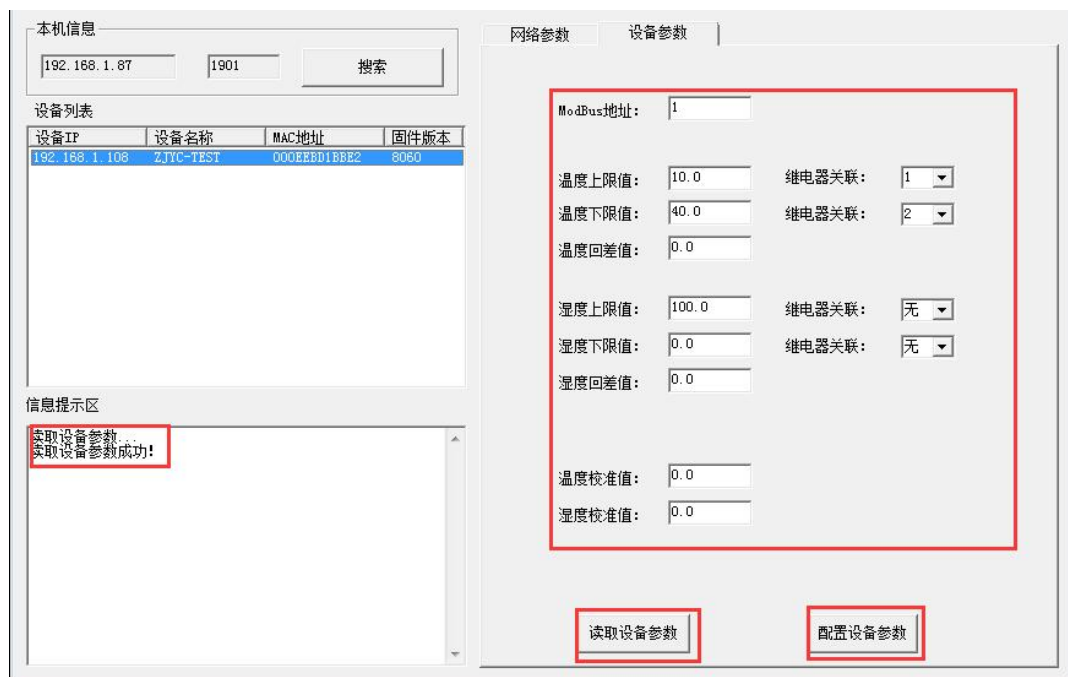 本机信息
192.168.1.87 1901 搜索
设备列表
设备IP 设备名称 MAC地址 固件版本
192.168.1.108 ZJYC-TEST 000EEBD1BBE2 8060
信息提示区
读取设备参数...
读取设备参数成功!
网络参数 设备参数
ModBus地址: 1
温度上限值: 10.0 继电器关联: 1
温度下限值: 40.0 继电器关联: 2
温度回差值: 0.0
湿度上限值: 100.0 继电器关联: 无
湿度下限值: 0.0 继电器关联: 无
湿度回差值: 0.0
温度校准值: 0.0
湿度校准值: 0.0
读取设备参数 配置设备参数